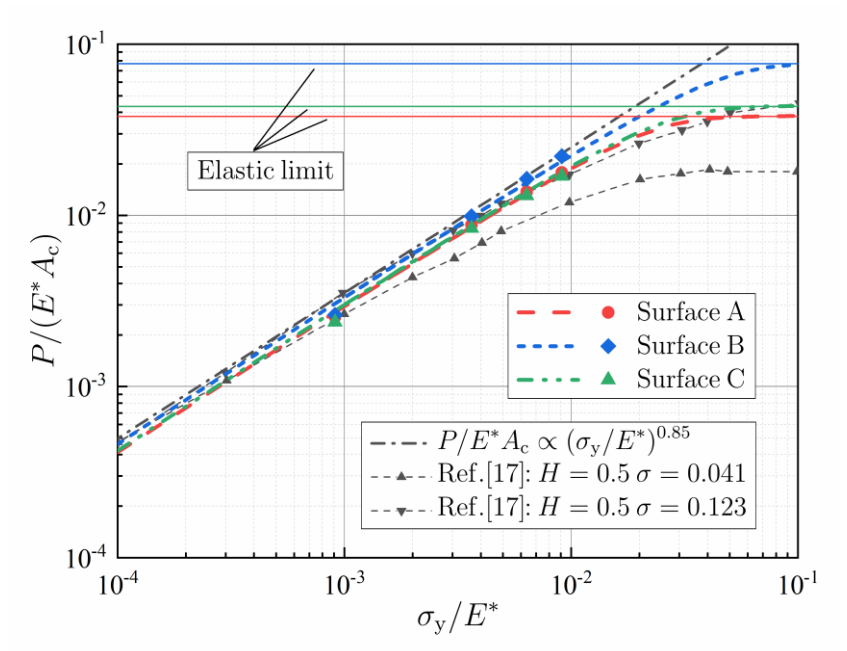 10⁻¹
10⁻²
10⁻³
10⁻⁴
P/(E* A_c)
Elastic limit
Surface A
Surface B
Surface C
P/E*A_c ∝ (σ_y/E*)^0.85
Ref.[17]: H = 0.5 σ = 0.041
Ref.[17]: H = 0.5 σ = 0.123
10⁻⁴ 10⁻³ 10⁻² 10⁻¹
σ_y/E*